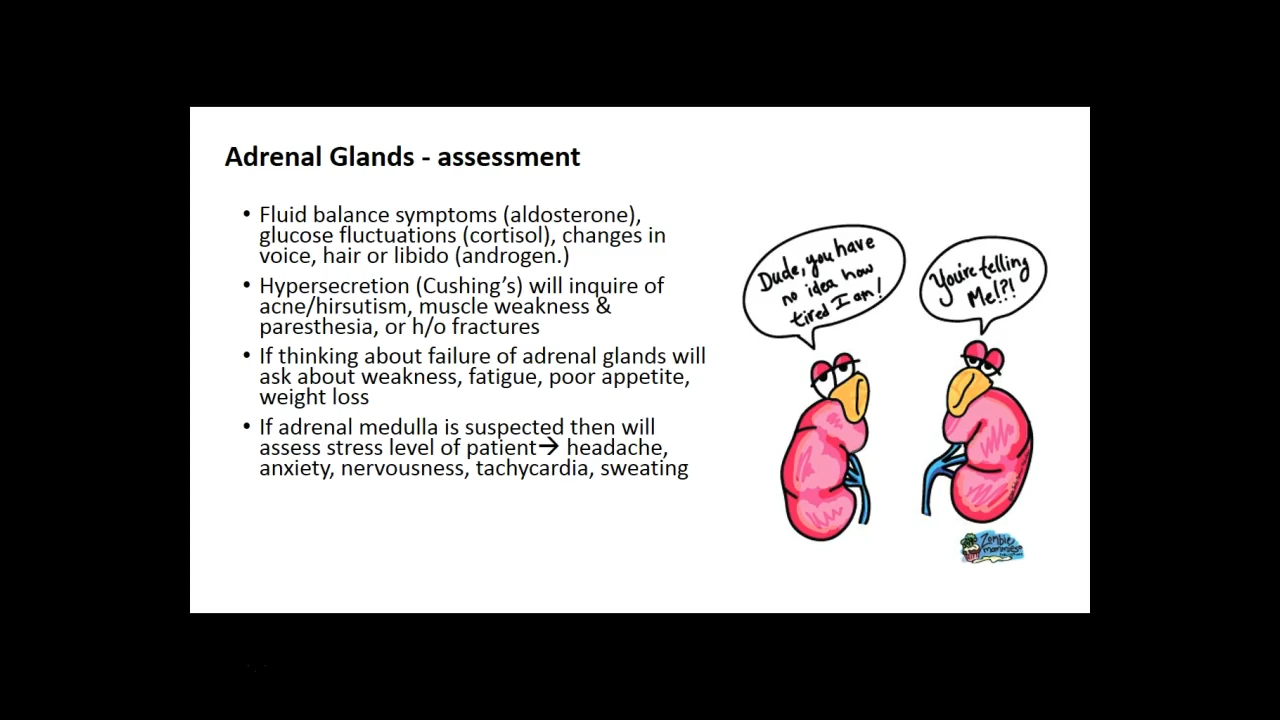 Adrenal Glands - assessment
• Fluid balance symptoms (aldosterone),
glucose fluctuations (cortisol), changes in
voice, hair or libido (androgen.)
• Hypersecretion (Cushing's) will inquire of
acne/hirsutism, muscle weakness &
paresthesia, or h/o fractures
• If thinking about failure of adrenal glands will
ask about weakness, fatigue, poor appetite,
weight loss
• If adrenal medulla is suspected then will
assess stress level of patient→ headache,
anxiety, nervousness, tachycardia, sweating
Dude, you have
no idea how
tired I am!
You're telling
Me!?!
Zombie